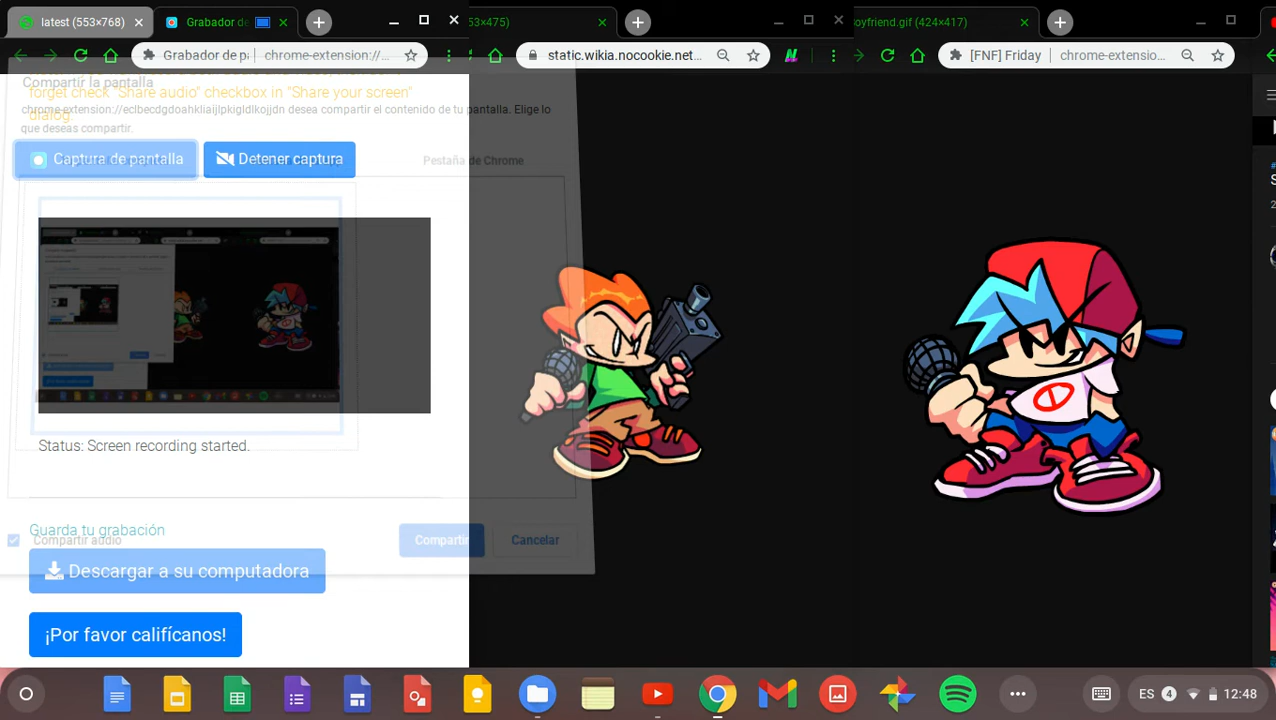 latest (553×768)
Grabador de
53×475)
boyfriend.gif (424×417)
Grabador de pa
chrome-extension://...
static.wikia.nocookie.net...
[FNF] Friday
chrome-extensio...
Compartir la pantalla
forget check "Share audio" checkbox in "Share your screen"
dialog.
chrome-extension://eclbecdgdoahkliaijlpkigldlkojjdn desea compartir el contenido de tu pantalla. Elige lo
que deseas compartir.
Captura de pantalla
Detener captura
Pestaña de Chrome
Status: Screen recording started.
Guarda tu grabación
Compartir audio
Compartir
Cancelar
Descargar a su computadora
¡Por favor califícanos!
ES
4
12:48